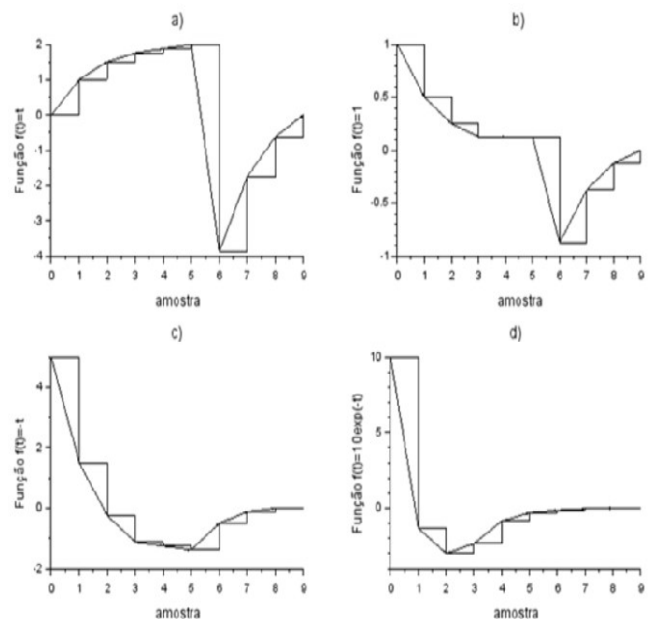 a)
Função f(t)=t
2
1
0
-1
-2
-3
-4
0 1 2 3 4 5 6 7 8 9
amostra
b)
Função f(t)=1
1
0.5
0
-0.5
-1
0 1 2 3 4 5 6 7 8 9
amostra
c)
Função f(t)=-t
4
2
0
-2
0 1 2 3 4 5 6 7 8 9
amostra
d)
Função f(t)=10exp(-t)
10
5
0
0 1 2 3 4 5 6 7 8 9
amostra